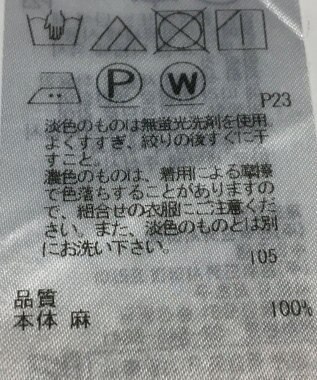 P
W
P23
淡色のものは無蛍光洗剤を使用
よくすすぎ、絞りの後すぐに干
すこと。
濃色のものは、着用による摩擦
で色落ちすることがありますの
で、組合せの衣服にご注意くだ
さい。また、淡色のものとは別
にお洗い下さい。
105
品質
本体 麻 100%